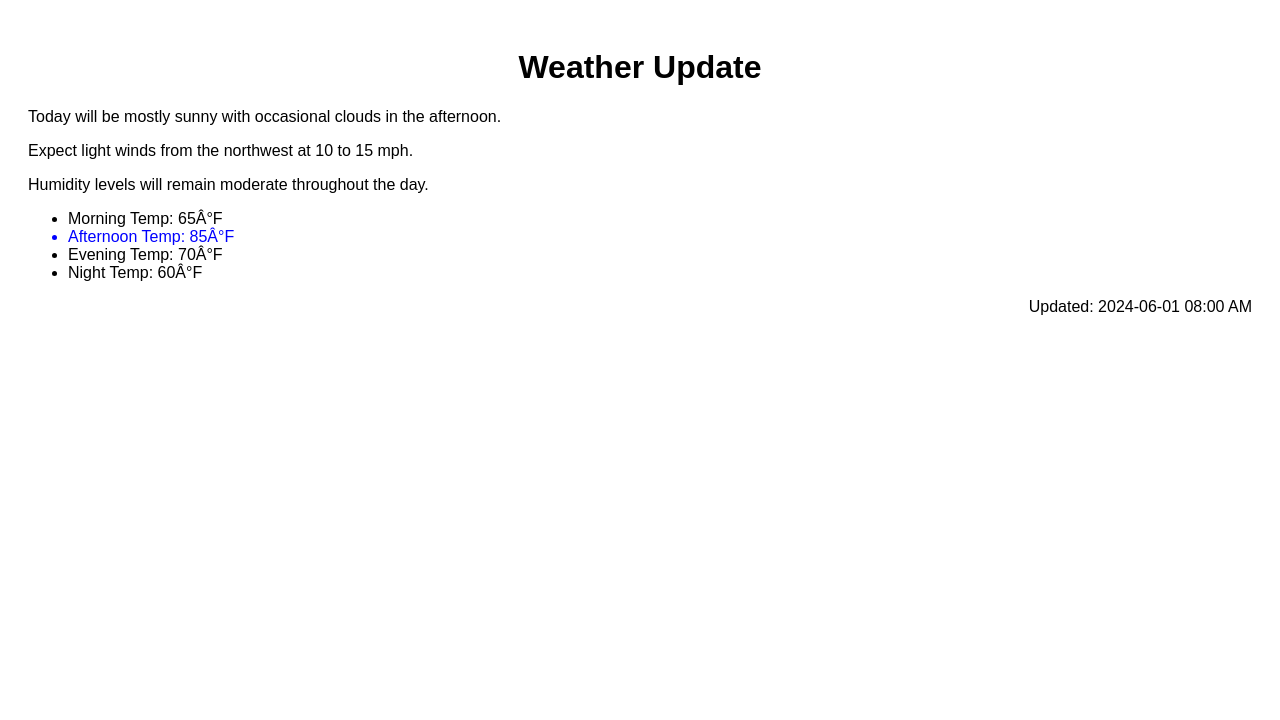 Weather Update
Today will be mostly sunny with occasional clouds in the afternoon.
Expect light winds from the northwest at 10 to 15 mph.
Humidity levels will remain moderate throughout the day.
• Morning Temp: 65Â°F
• Afternoon Temp: 85Â°F
• Evening Temp: 70Â°F
• Night Temp: 60Â°F
Updated: 2024-06-01 08:00 AM